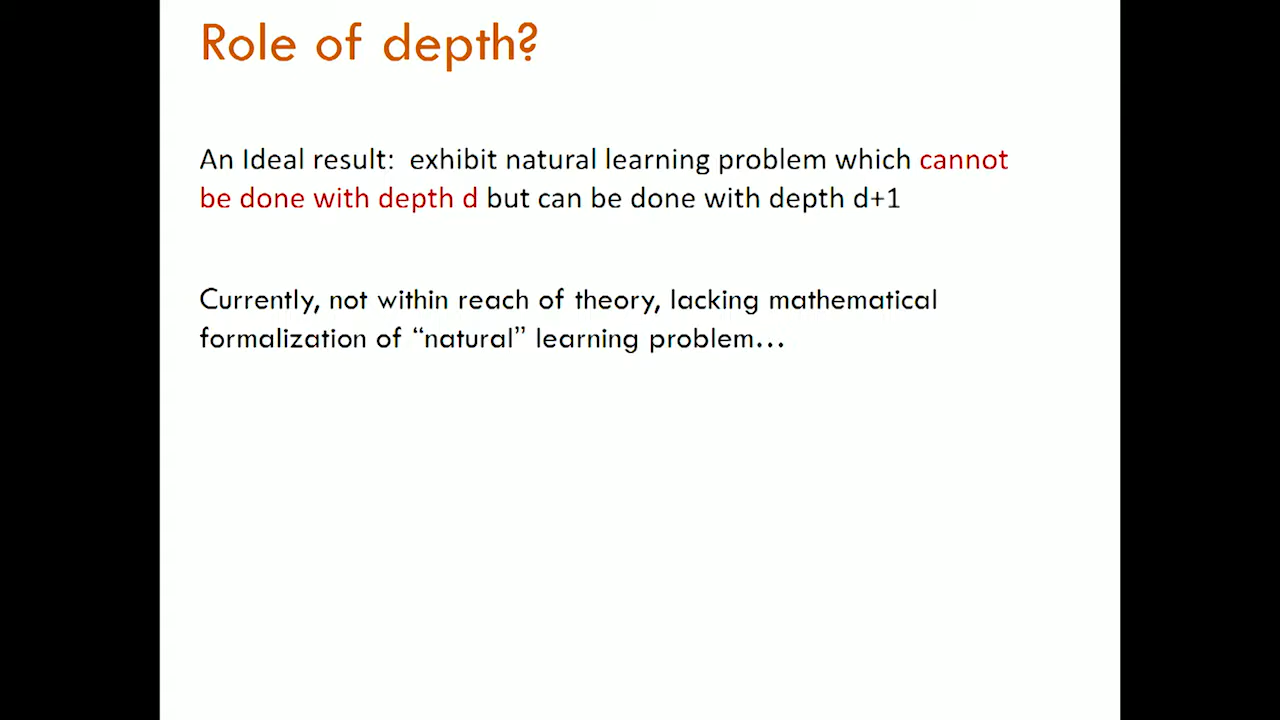 Role of depth?
An Ideal result: exhibit natural learning problem which cannot
be done with depth d but can be done with depth d+1
Currently, not within reach of theory, lacking mathematical
formalization of “natural” learning problem…